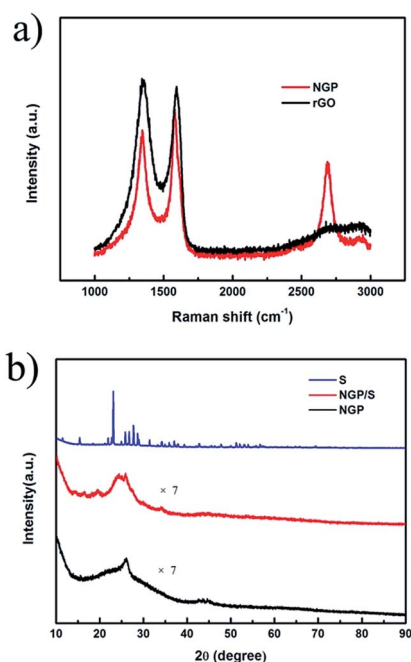 a)
Intensity (a.u.)
NGP
rGO
1000 1500 2000 2500 3000
Raman shift (cm⁻¹)
b)
Intensity(a.u.)
S
NGP/S
NGP
× 7
× 7
10 20 30 40 50 60 70 80 90
2θ (degree)